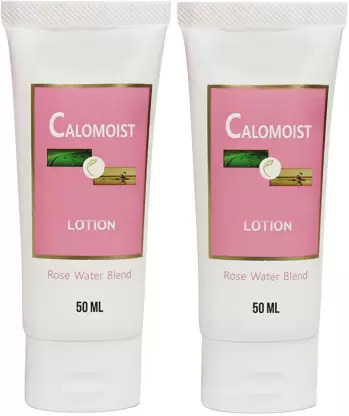 CALOMOIST
LOTION
Rose Water Blend
50 ML
CALOMOIST
LOTION
Rose Water Blend
50 ML